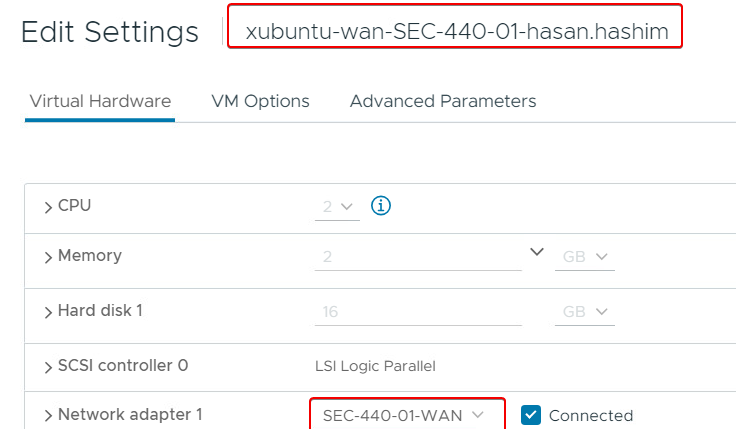 Edit Settings xubuntu-wan-SEC-440-01-hasan.hashim
Virtual Hardware VM Options Advanced Parameters
CPU 2
Memory 2 GB
Hard disk 1 16 GB
SCSI controller 0 LSI Logic Parallel
Network adapter 1 SEC-440-01-WAN Connected